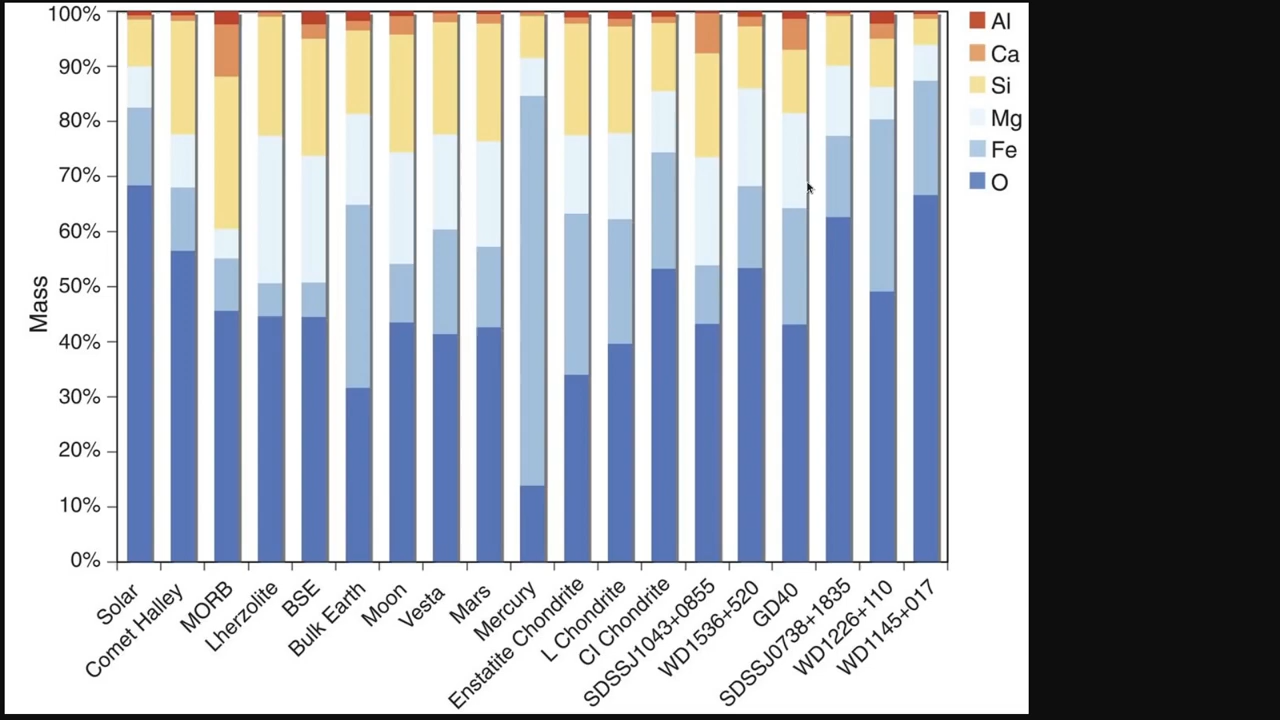 100%
90%
80%
70%
60%
50%
40%
30%
20%
10%
0%
Mass
Solar
Comet Halley
MORB
Lherzolite
BSE
Bulk Earth
Moon
Vesta
Mars
Mercury
Enstatite Chondrite
L Chondrite
CI Chondrite
SDSSJ1043+0855
WD1536+520
GD40
SDSSJ0738+1835
WD1226+110
WD1145+017
Al
Ca
Si
Mg
Fe
O